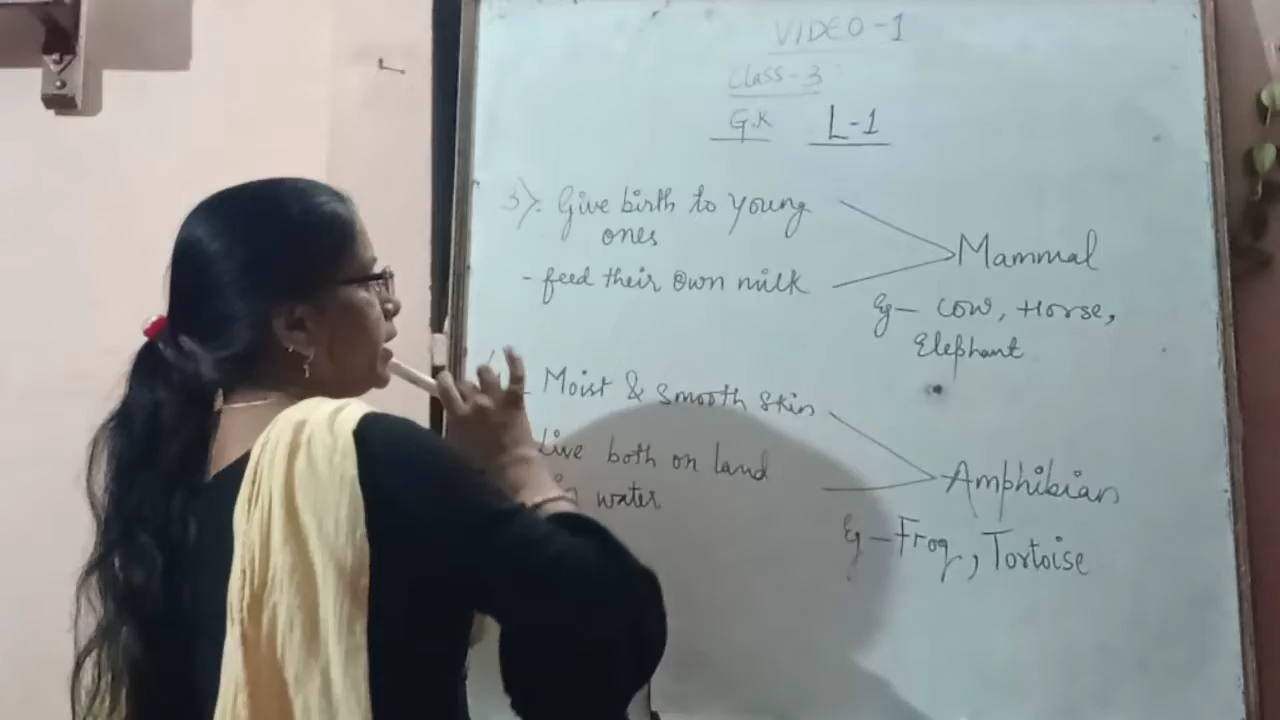 VIDEO-1
Class-3
G.K L-1
3). Give birth to young
ones
- feed their own milk
Mammal
Eg- Cow, Horse,
Elephant
Moist & smooth skin
Live both on land
water
Amphibian
Eg-Frog, Tortoise